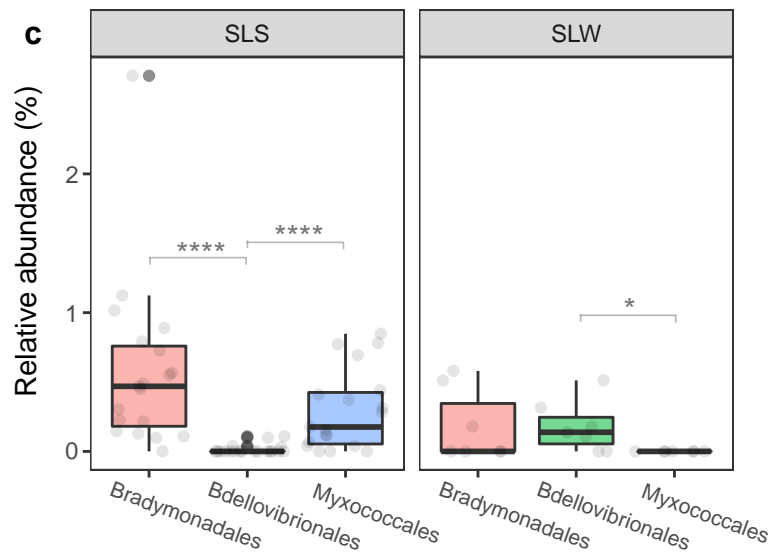 c
SLS
SLW
Relative abundance (%)
2
1
0
****
****
*
Bradymonadales
Bdellovibrionales
Myxococcales
Bradymonadales
Bdellovibrionales
Myxococcales